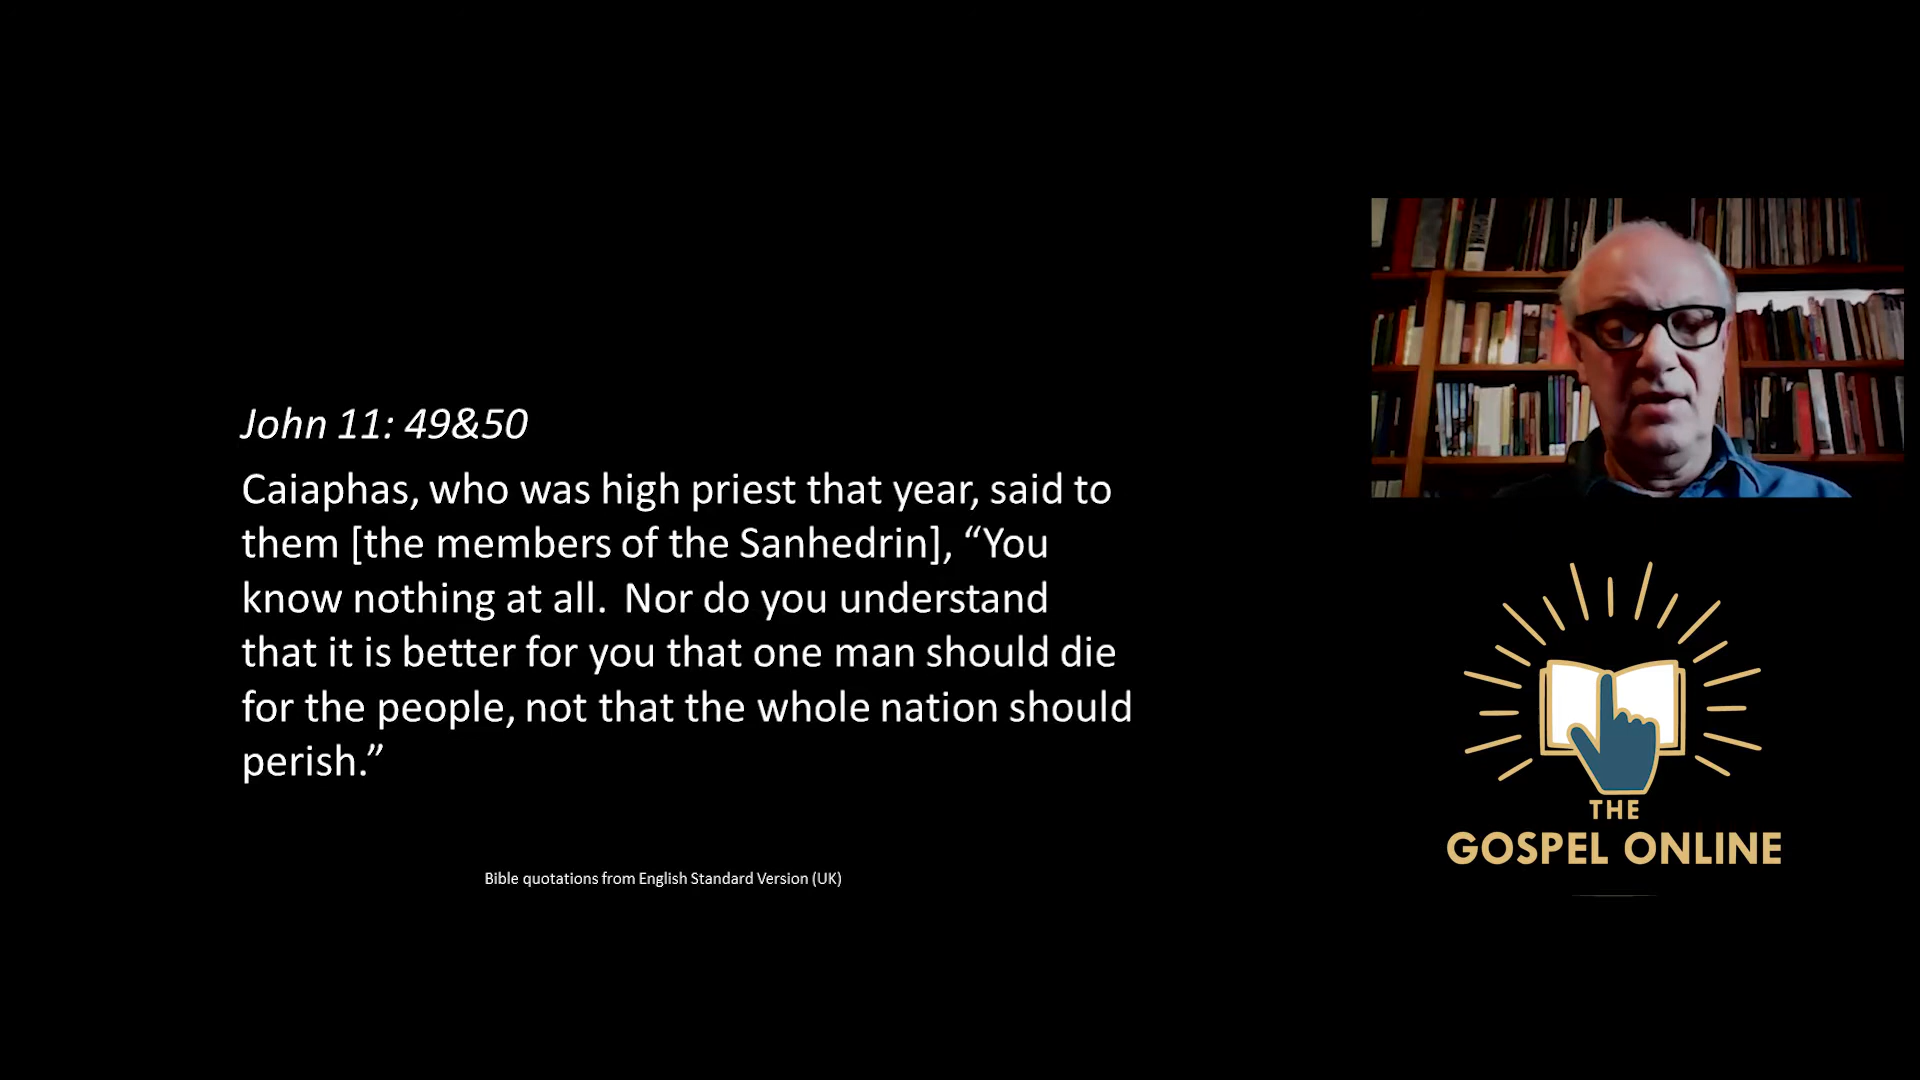 John 11: 49&50
Caiaphas, who was high priest that year, said to
them [the members of the Sanhedrin], “You
know nothing at all.  Nor do you understand
that it is better for you that one man should die
for the people, not that the whole nation should
perish.”
Bible quotations from English Standard Version (UK)
THE
GOSPEL ONLINE